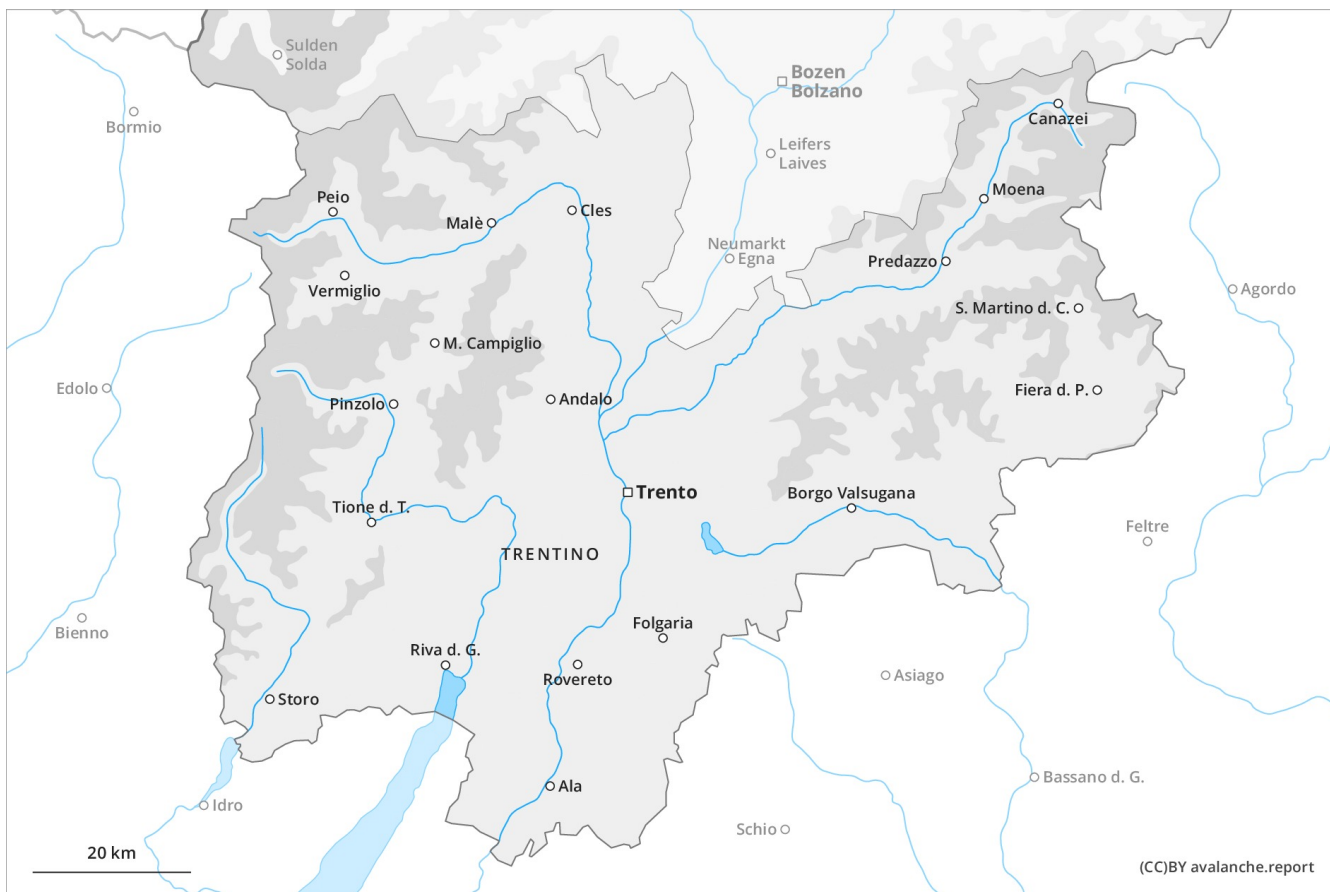 Sulden
Solda
Bozen
Bolzano
Bormio
Canazei
Leifers
Laives
Peio
Moena
Malè
Cles
Neumarkt
Egna
Predazzo
Vermiglio
Agordo
S. Martino d. C.
M. Campiglio
Edolo
Fiera d. P.
Pinzolo
Andalo
Trento
Borgo Valsugana
Tione d. T.
Feltre
TRENTINO
Bienno
Folgaria
Riva d. G.
Asiago
Rovereto
Storo
Bassano d. G.
Ala
Idro
Schio
20 km
(CC)BY avalanche.report